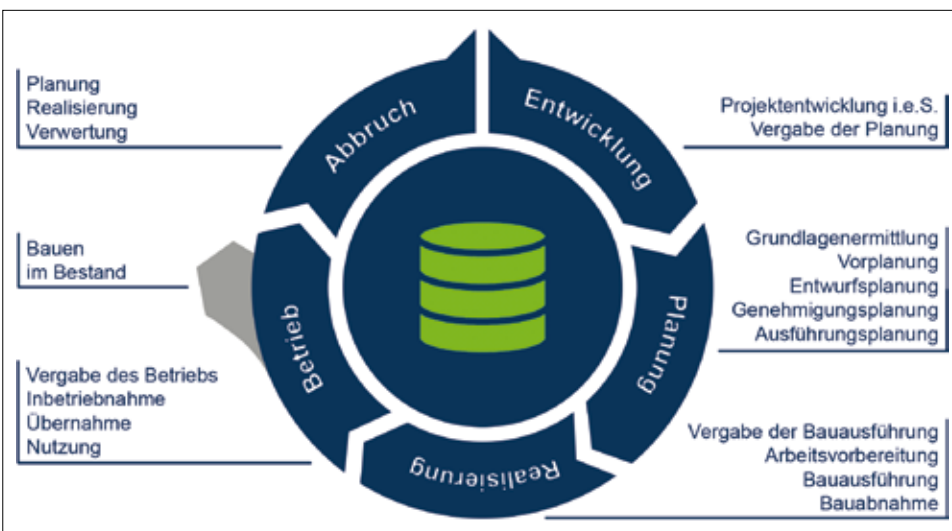 Planung
Realisierung
Verwertung
Abbruch
Entwicklung
Projektentwicklung i.e.S.
Vergabe der Planung
Bauen
im Bestand
Grundlagenermittlung
Vorplanung
Entwurfsplanung
Genehmigungsplanung
Ausführungsplanung
Betrieb
Planung
Vergabe des Betriebs
Inbetriebnahme
Übernahme
Nutzung
Realisierung
Vergabe der Bauausführung
Arbeitsvorbereitung
Bauausführung
Bauabnahme